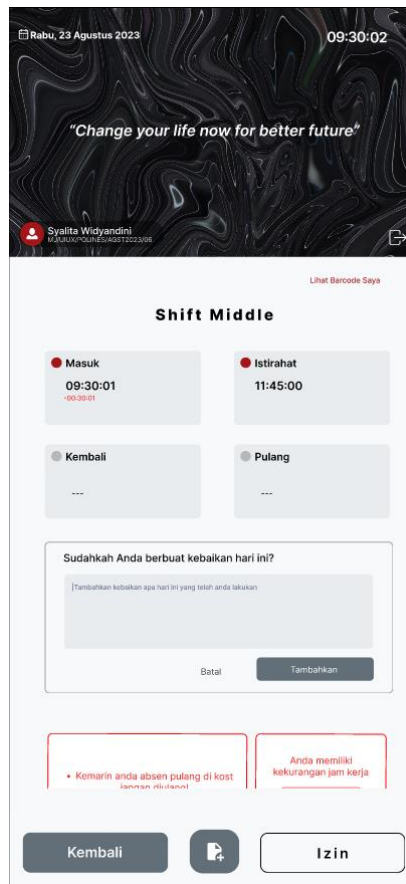 Rabu, 23 Agustus 2023
09:30:02
"Change your life now for better future"
Syalita Widyandini
MJ/UIUX/POLINES/AGST2023/06
Lihat Barcode Saya
Shift Middle
Masuk
09:30:01
-00:30:01
Istirahat
11:45:00
Kembali
---
Pulang
---
Sudahkah Anda berbuat kebaikan hari ini?
Tambahkan kebaikan apa hari ini yang telah anda lakukan
Batal
Tambahkan
• Kemarin anda absen pulang di kost
jangan diulang!
Anda memiliki
kekurangan jam kerja
Kembali
Izin